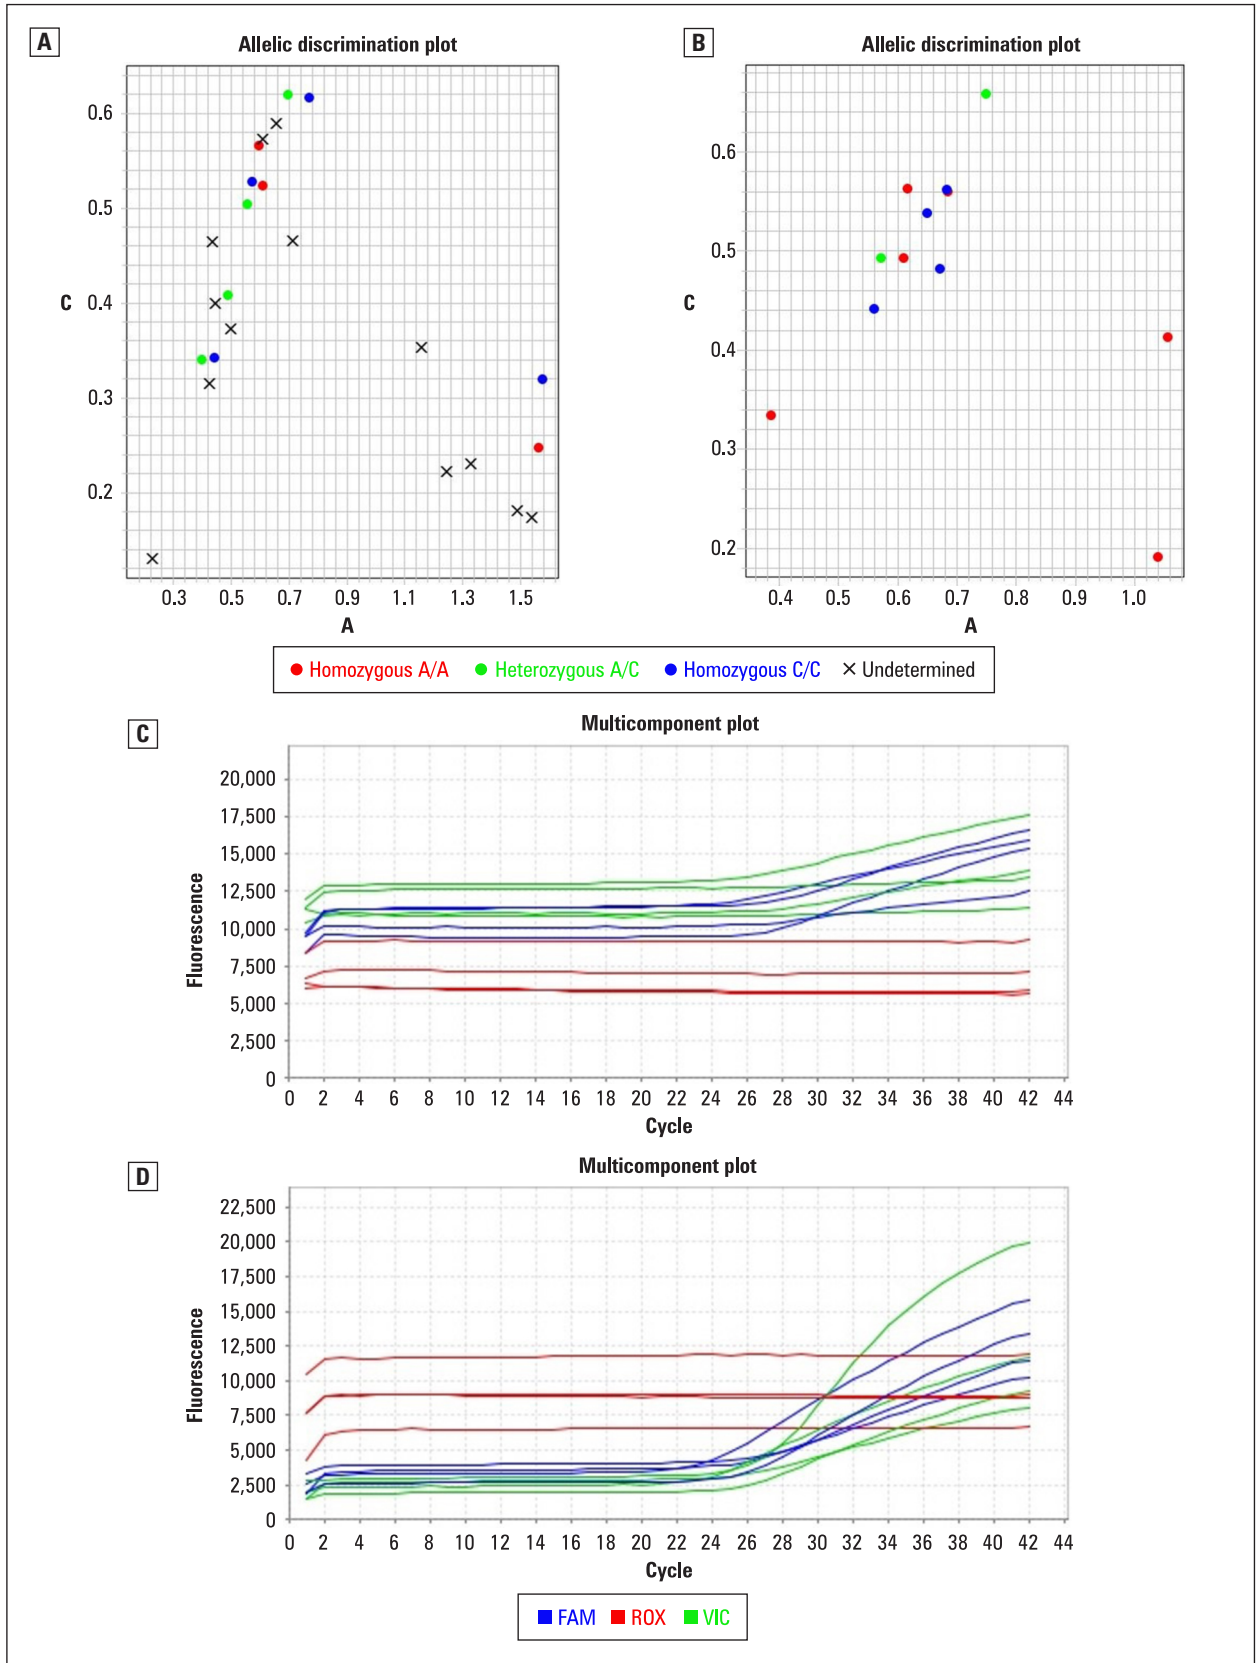 A
Allelic discrimination plot
0.6
0.5
C 0.4
0.3
0.2
0.3 0.5 0.7 0.9 1.1 1.3 1.5
A
B
Allelic discrimination plot
0.6
0.5
C
0.4
0.3
0.2
0.4 0.5 0.6 0.7 0.8 0.9 1.0
A
Homozygous A/A Heterozygous A/C Homozygous C/C Undetermined
C
Multicomponent plot
20,000
17,500
15,000
12,500
10,000
7,500
5,000
2,500
0
Fluorescence
0 2 4 6 8 10 12 14 16 18 20 22 24 26 28 30 32 34 36 38 40 42 44
Cycle
D
Multicomponent plot
22,500
20,000
17,500
15,000
12,500
10,000
7,500
5,000
2,500
0
Fluorescence
0 2 4 6 8 10 12 14 16 18 20 22 24 26 28 30 32 34 36 38 40 42 44
Cycle
FAM ROX VIC